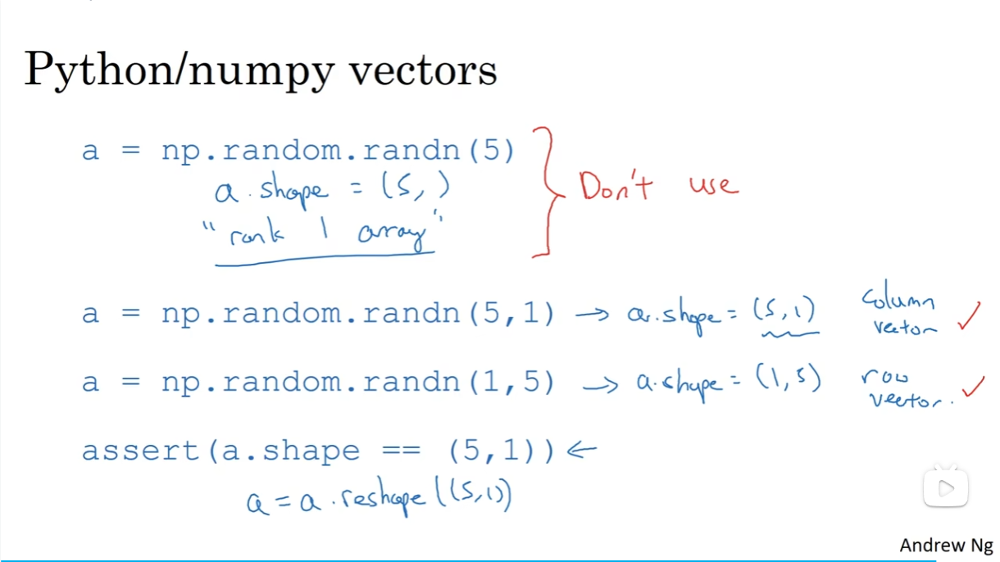 Python/numpy vectors
a = np.random.randn(5)
a.shape = (5,)
"rank 1 array"
Don't use
a = np.random.randn(5,1) → a.shape = (5,1) column vector ✓
a = np.random.randn(1,5) → a.shape = (1,5) row vector. ✓
assert(a.shape == (5,1)) ←
a = a.reshape((5,1))
Andrew Ng